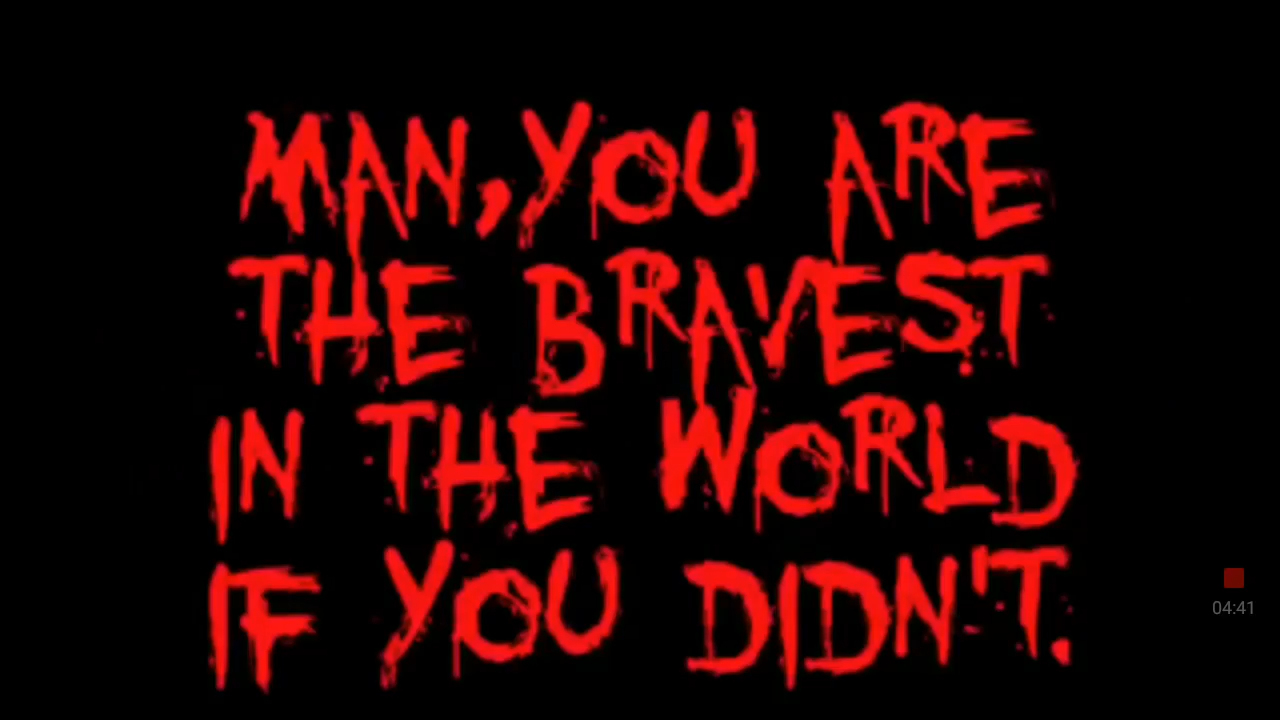 MAN,YOU ARE
THE BRAVEST
IN THE WORLD
IF YOU DIDN'T.
04:41